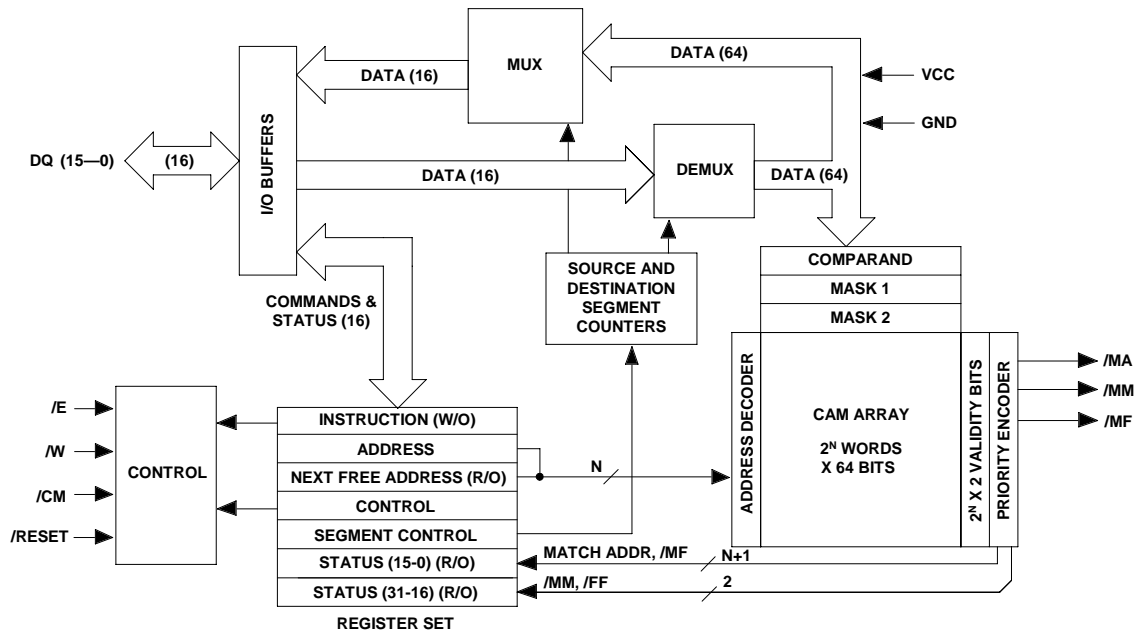 MUX
DATA (64)
DATA (16)
VCC
GND
DQ (15—0)
(16)
I/O BUFFERS
DATA (16)
DEMUX
DATA (64)
COMMANDS &
STATUS (16)
SOURCE AND
DESTINATION
SEGMENT
COUNTERS
COMPARAND
MASK 1
MASK 2
ADDRESS DECODER
CAM ARRAY
2ᴺ WORDS
X 64 BITS
2ᴺ X 2 VALIDITY BITS
PRIORITY ENCODER
/MA
/MM
/MF
/E
/W
/CM
/RESET
CONTROL
INSTRUCTION (W/O)
ADDRESS
NEXT FREE ADDRESS (R/O)
CONTROL
SEGMENT CONTROL
STATUS (15-0) (R/O)
STATUS (31-16) (R/O)
REGISTER SET
N
MATCH ADDR, /MF
N+1
/MM, /FF
2